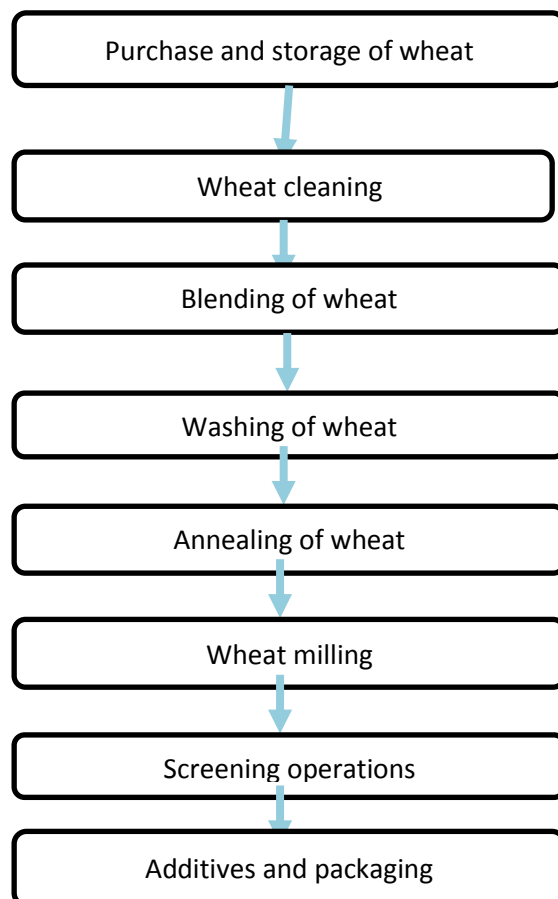 Purchase and storage of wheat
Wheat cleaning
Blending of wheat
Washing of wheat
Annealing of wheat
Wheat milling
Screening operations
Additives and packaging